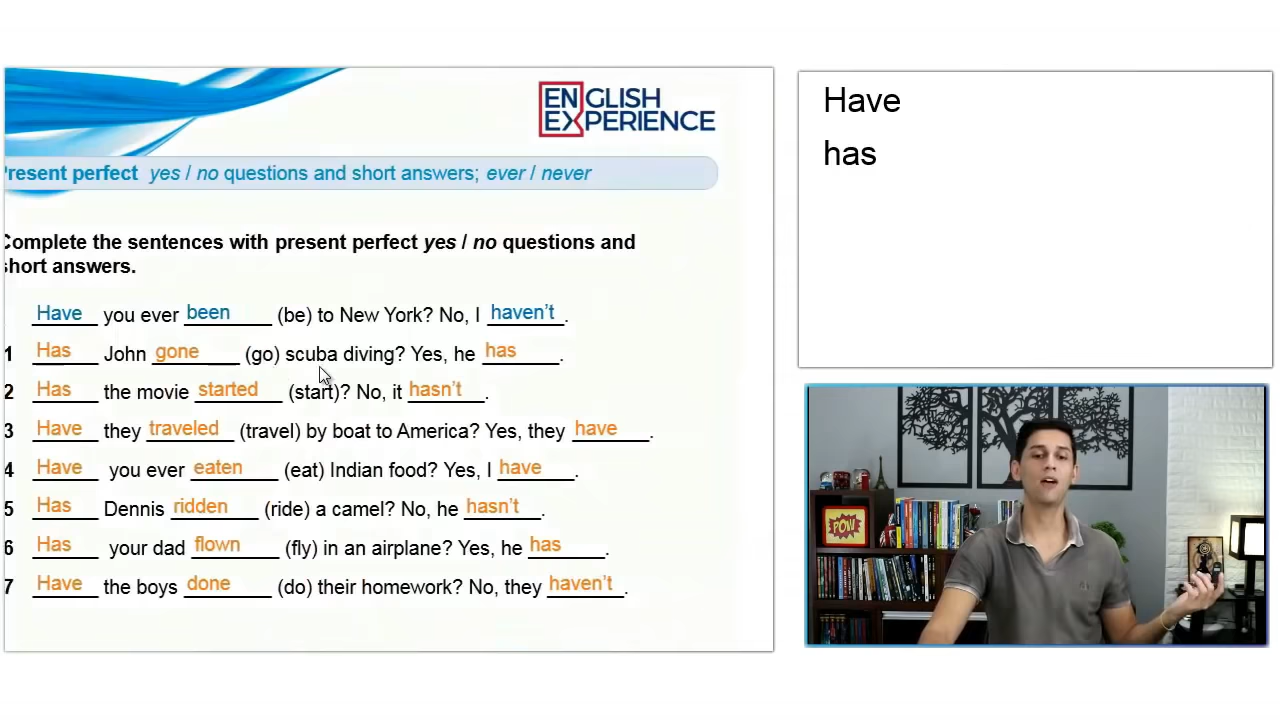 ENGLISH
EXPERIENCE
Present perfect yes / no questions and short answers; ever / never
Complete the sentences with present perfect yes / no questions and
short answers.
Have you ever been (be) to New York? No, I haven't.
1 Has John gone (go) scuba diving? Yes, he has.
2 Has the movie started (start)? No, it hasn't.
3 Have they traveled (travel) by boat to America? Yes, they have.
4 Have you ever eaten (eat) Indian food? Yes, I have.
5 Has Dennis ridden (ride) a camel? No, he hasn't.
6 Has your dad flown (fly) in an airplane? Yes, he has.
7 Have the boys done (do) their homework? No, they haven't.
Have
has
POW